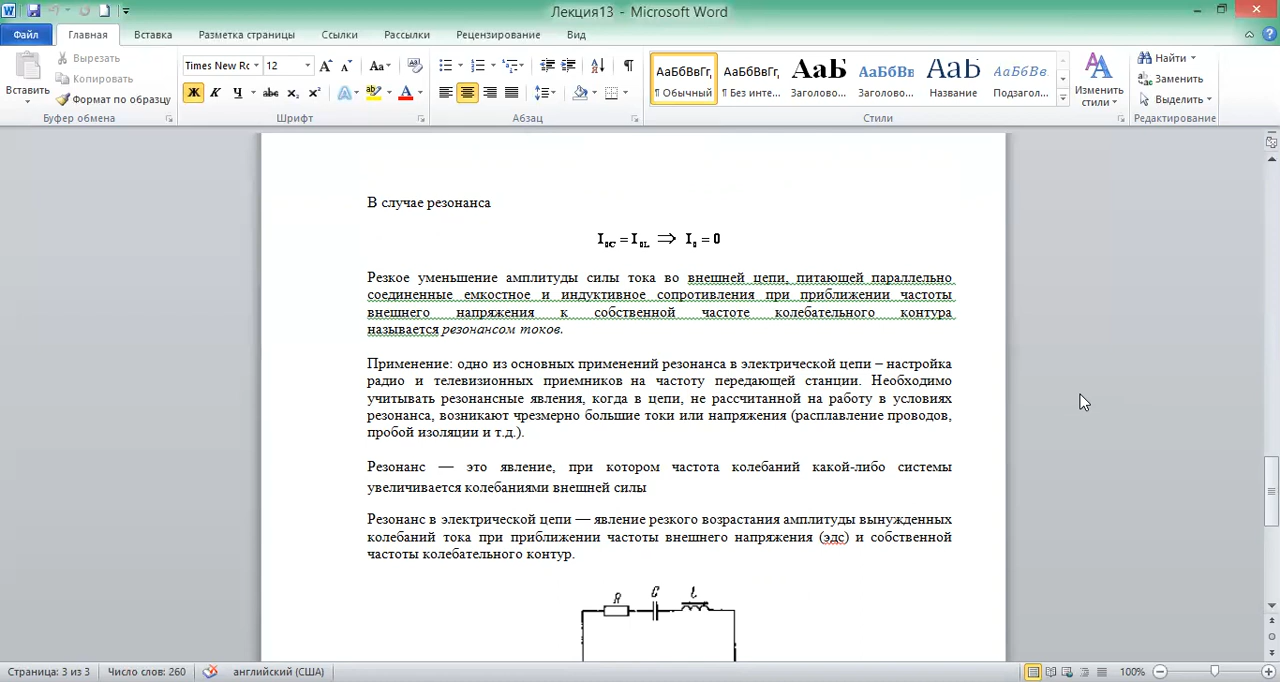 Лекция13 - Microsoft Word
Файл Главная Вставка Разметка страницы Ссылки Рассылки Рецензирование Вид
Вставить
Вырезать
Копировать
Формат по образцу
Буфер обмена
Times New Rc 12
Ж К Ч abc x₂ x²
Шрифт
Абзац
АаБбВвГг, АаБбВвГг, АаБ АаБбВв АаБ АаБбВв
¶ Обычный ¶ Без инте... Заголово... Заголово... Название Подзагол...
Стили
Изменить стили
Найти
Заменить
Выделить
Редактирование
В случае резонанса
I₀C = I₀L ⇒ I₀ = 0
Резкое уменьшение амплитуды силы тока во внешней цепи, питающей параллельно
соединенные емкостное и индуктивное сопротивления при приближении частоты
внешнего напряжения к собственной частоте колебательного контура
называется резонансом токов.
Применение: одно из основных применений резонанса в электрической цепи – настройка
радио и телевизионных приемников на частоту передающей станции. Необходимо
учитывать резонансные явления, когда в цепи, не рассчитанной на работу в условиях
резонанса, возникают чрезмерно большие токи или напряжения (расплавление проводов,
пробой изоляции и т.д.).
Резонанс — это явление, при котором частота колебаний какой-либо системы
увеличивается колебаниями внешней силы
Резонанс в электрической цепи — явление резкого возрастания амплитуды вынужденных
колебаний тока при приближении частоты внешнего напряжения (эдс) и собственной
частоты колебательного контур.
R C L
Страница: 3 из 3 Число слов: 260 английский (США) 100%